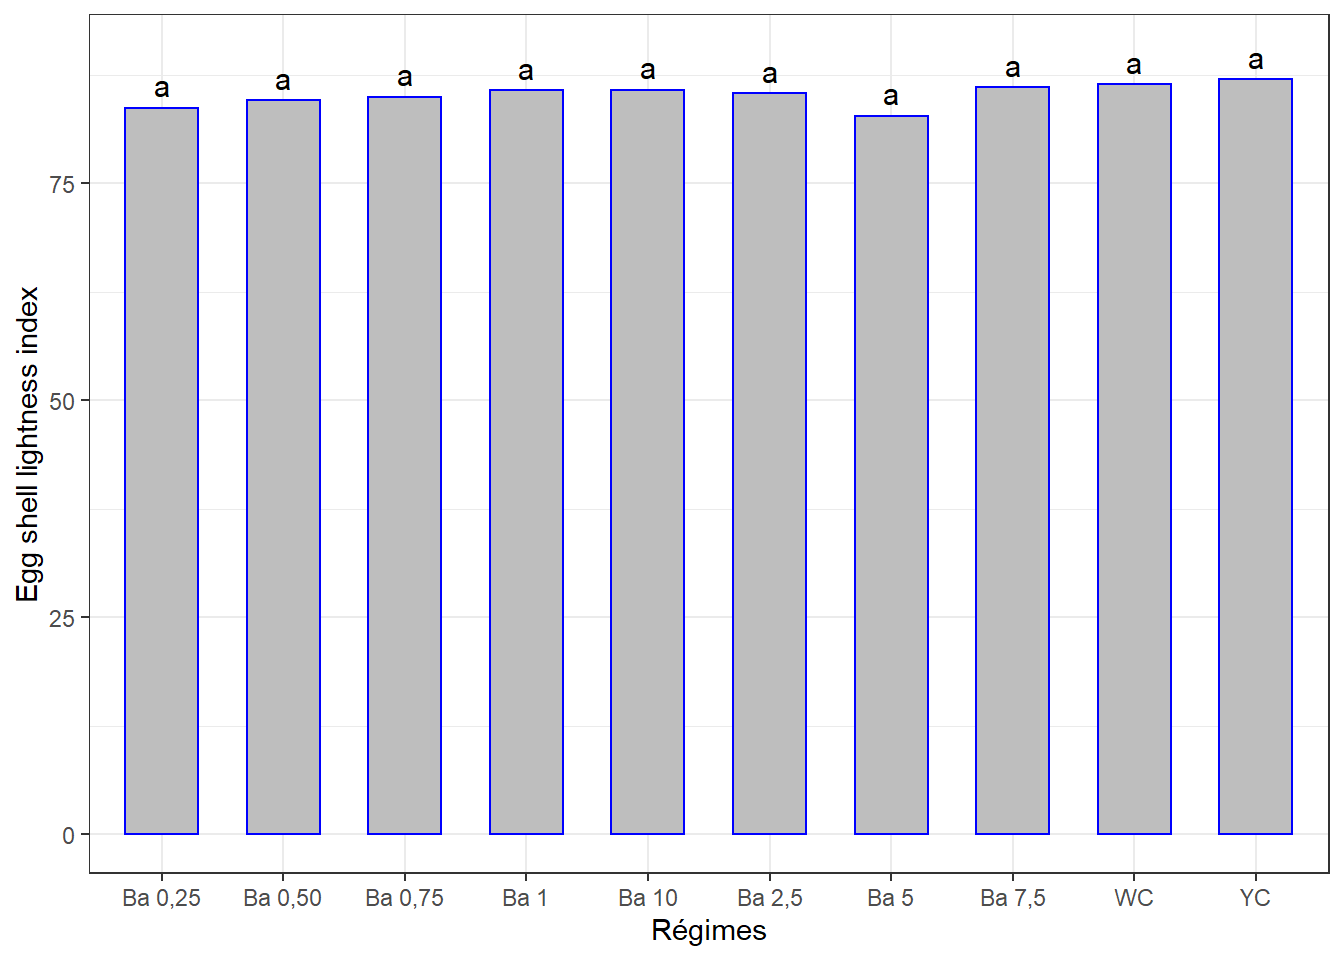 a a a a a a a a a a
75
50
25
0
Egg shell lightness index
Ba 0,25 Ba 0,50 Ba 0,75 Ba 1 Ba 10 Ba 2,5 Ba 5 Ba 7,5 WC YC
Régimes